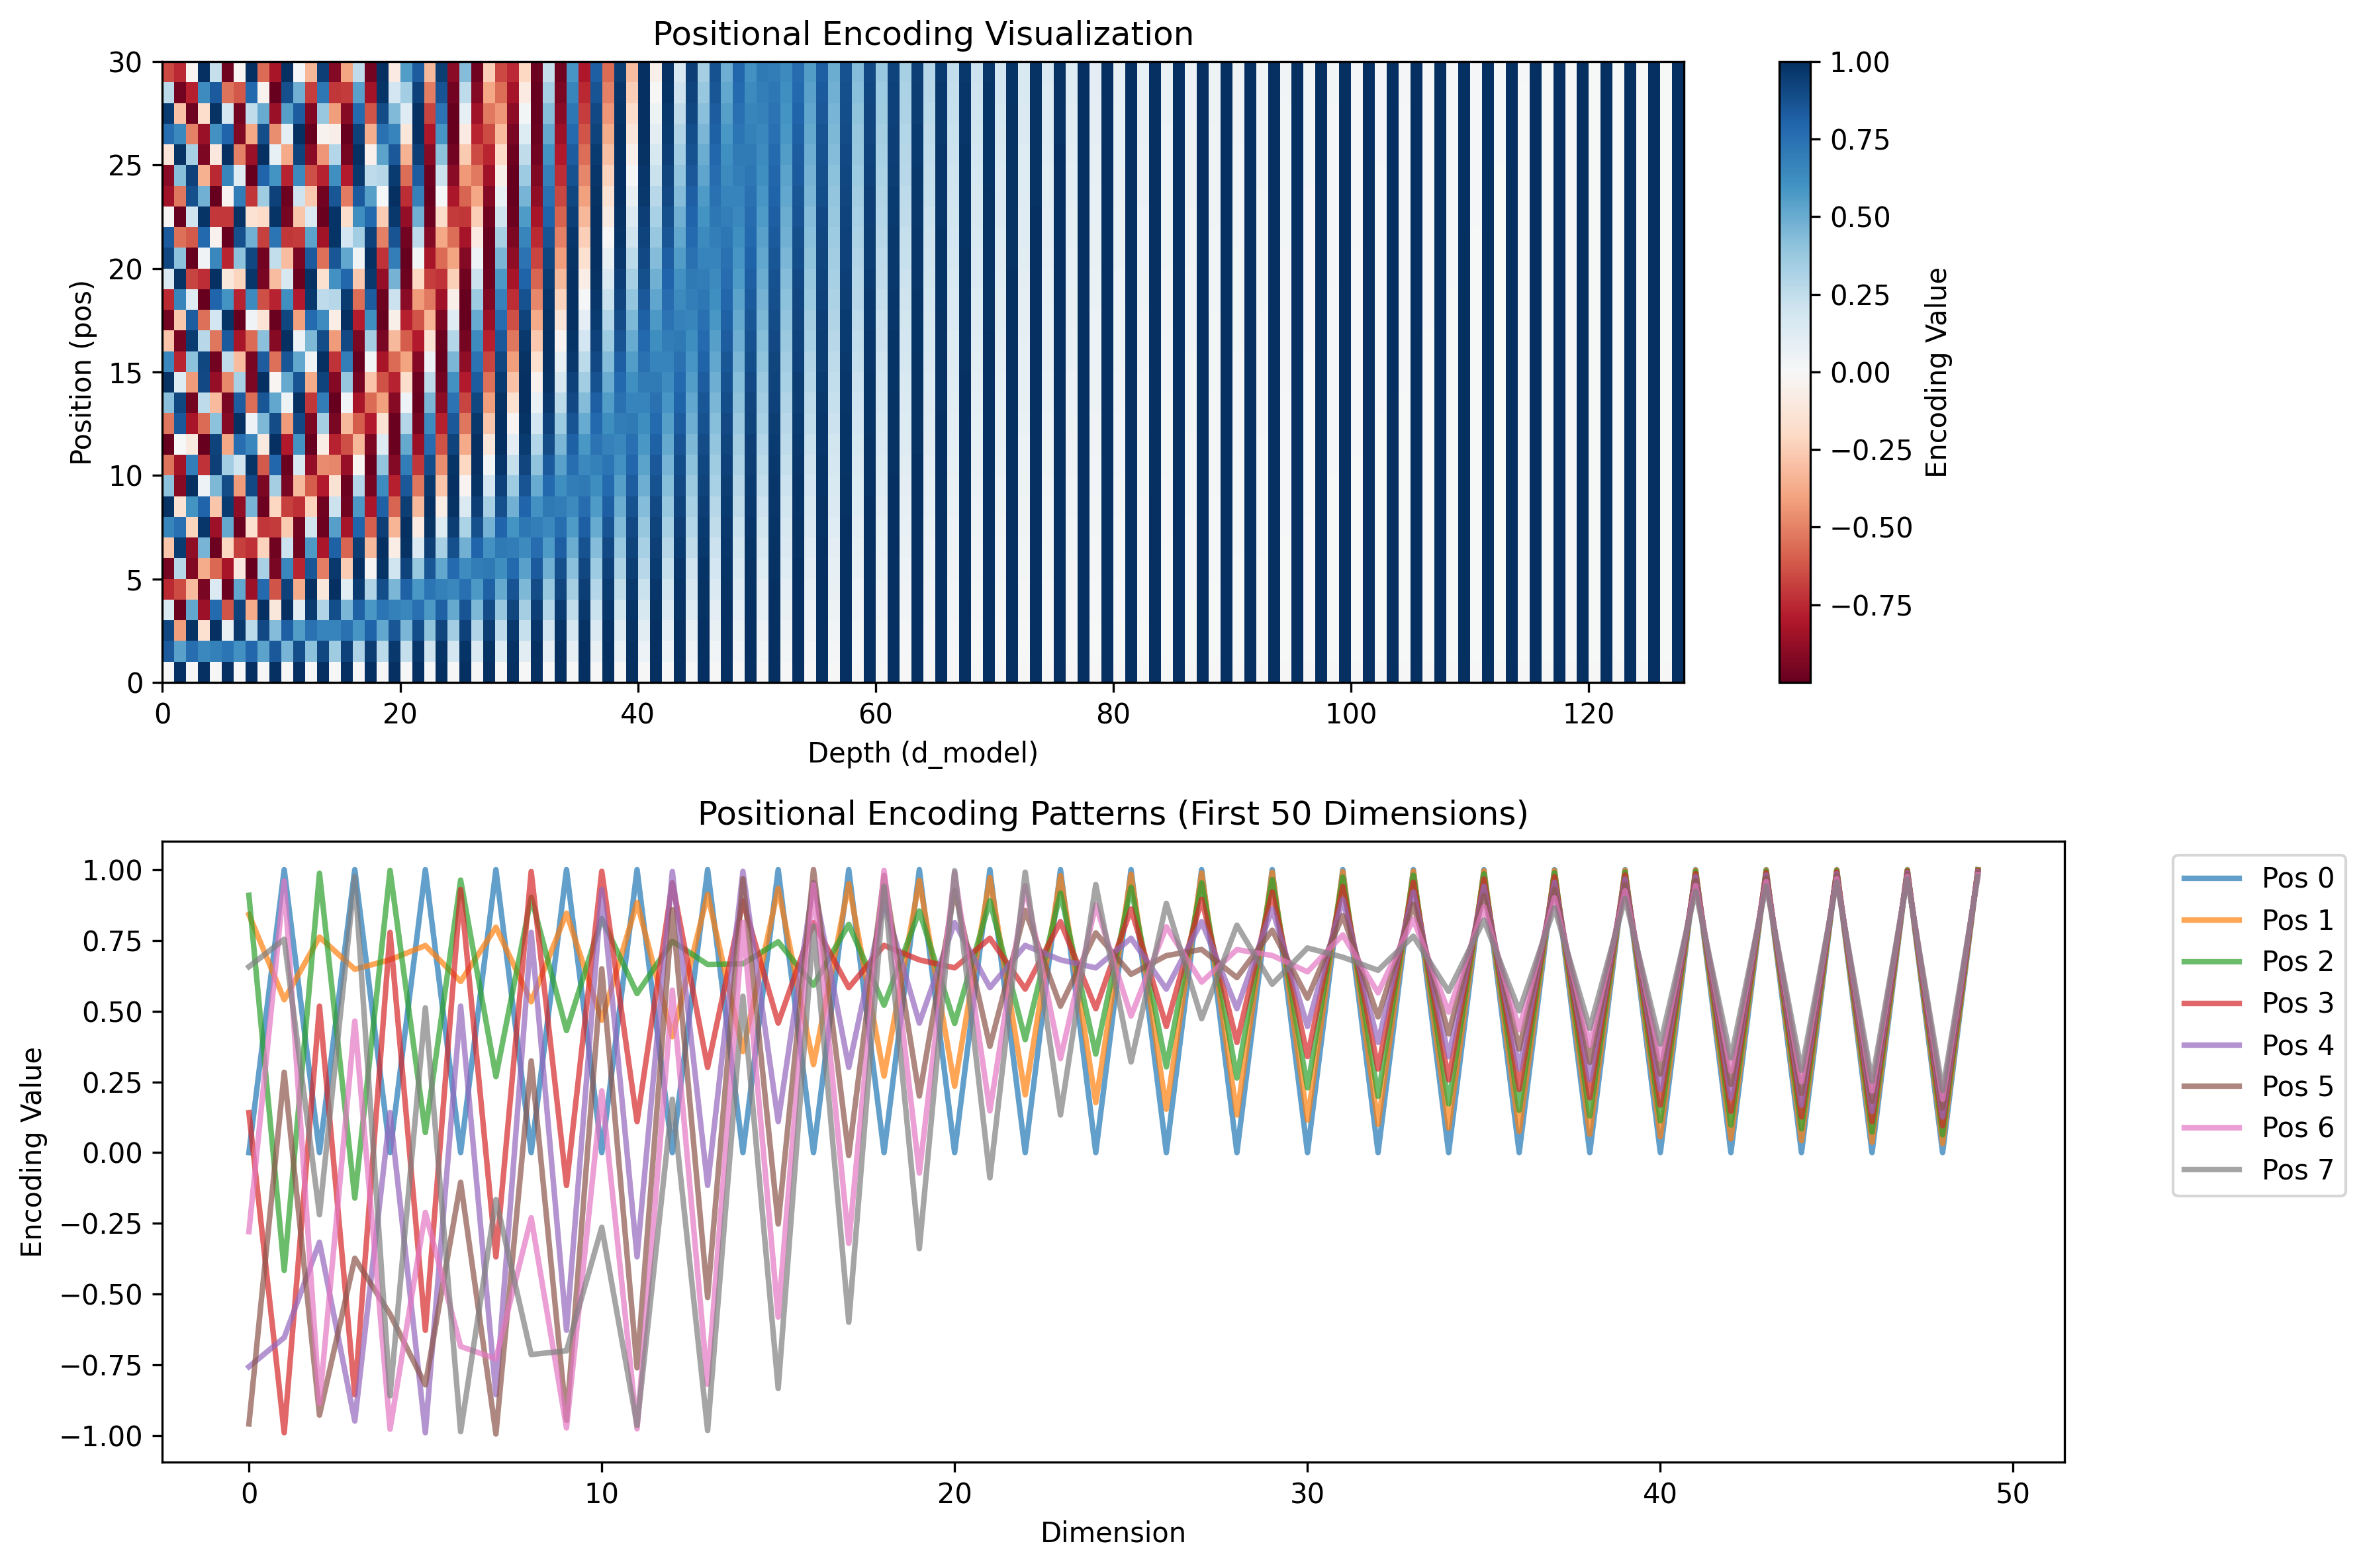 Positional Encoding Visualization
30
25
20
15
10
5
0
Position (pos)
0 20 40 60 80 100 120
Depth (d_model)
1.00
0.75
0.50
0.25
0.00
−0.25
−0.50
−0.75
Encoding Value
Positional Encoding Patterns (First 50 Dimensions)
1.00
0.75
0.50
0.25
0.00
−0.25
−0.50
−0.75
−1.00
Encoding Value
0 10 20 30 40 50
Dimension
Pos 0
Pos 1
Pos 2
Pos 3
Pos 4
Pos 5
Pos 6
Pos 7